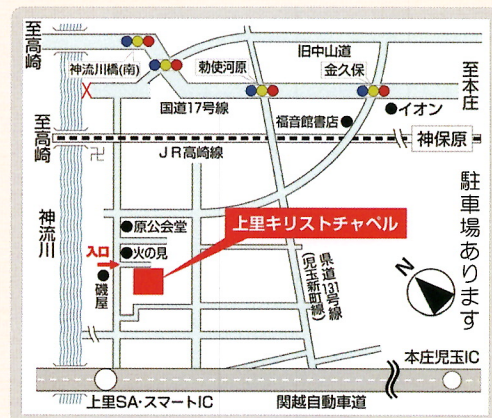 至高崎
神流川橋(南)
勅使河原
旧中山道
金久保
至本庄
国道17号線
福音館書店
イオン
至高崎
JR高崎線
神保原
卍
神流川
原公会堂
火の見
入口
磯屋
上里キリストチャペル
県道131号線
(児玉新町線)
駐車場あります
N
本庄児玉IC
上里SA・スマートIC
関越自動車道